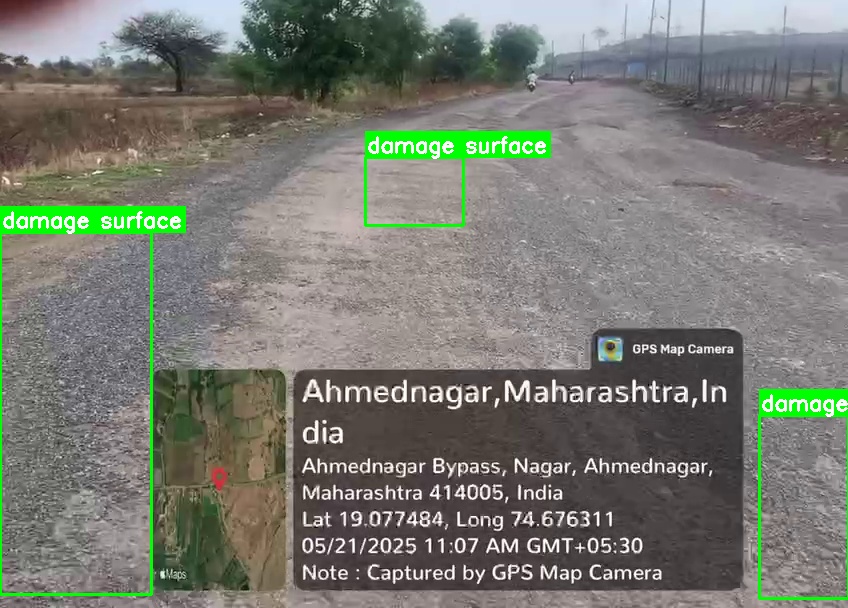 damage surface
damage surface
GPS Map Camera
damage
Ahmednagar,Maharashtra,In
dia
Ahmednagar Bypass, Nagar, Ahmednagar,
Maharashtra 414005, India
Lat 19.077484, Long 74.676311
05/21/2025 11:07 AM GMT+05:30
Note : Captured by GPS Map Camera
Maps